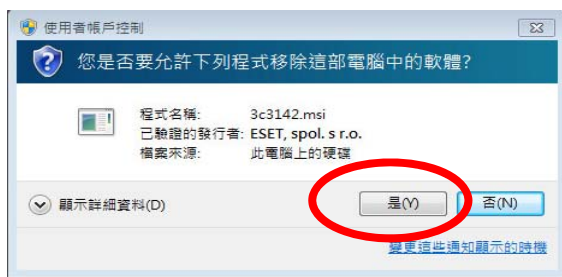 使用者帳戶控制
您是否要允許下列程式移除這部電腦中的軟體?
程式名稱: 3c3142.msi
已驗證的發行者: ESET, spol. s r.o.
檔案來源: 此電腦上的硬碟
顯示詳細資料(D) 是(Y) 否(N)
變更這些通知顯示的時機